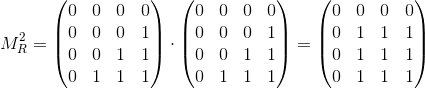 M_R^2 = \begin{pmatrix} 0 & 0 & 0 & 0 \\ 0 & 0 & 0 & 1 \\ 0 & 0 & 1 & 1 \\ 0 & 1 & 1 & 1 \end{pmatrix} \cdot \begin{pmatrix} 0 & 0 & 0 & 0 \\ 0 & 0 & 0 & 1 \\ 0 & 0 & 1 & 1 \\ 0 & 1 & 1 & 1 \end{pmatrix} = \begin{pmatrix} 0 & 0 & 0 & 0 \\ 0 & 1 & 1 & 1 \\ 0 & 1 & 1 & 1 \\ 0 & 1 & 1 & 1 \end{pmatrix}